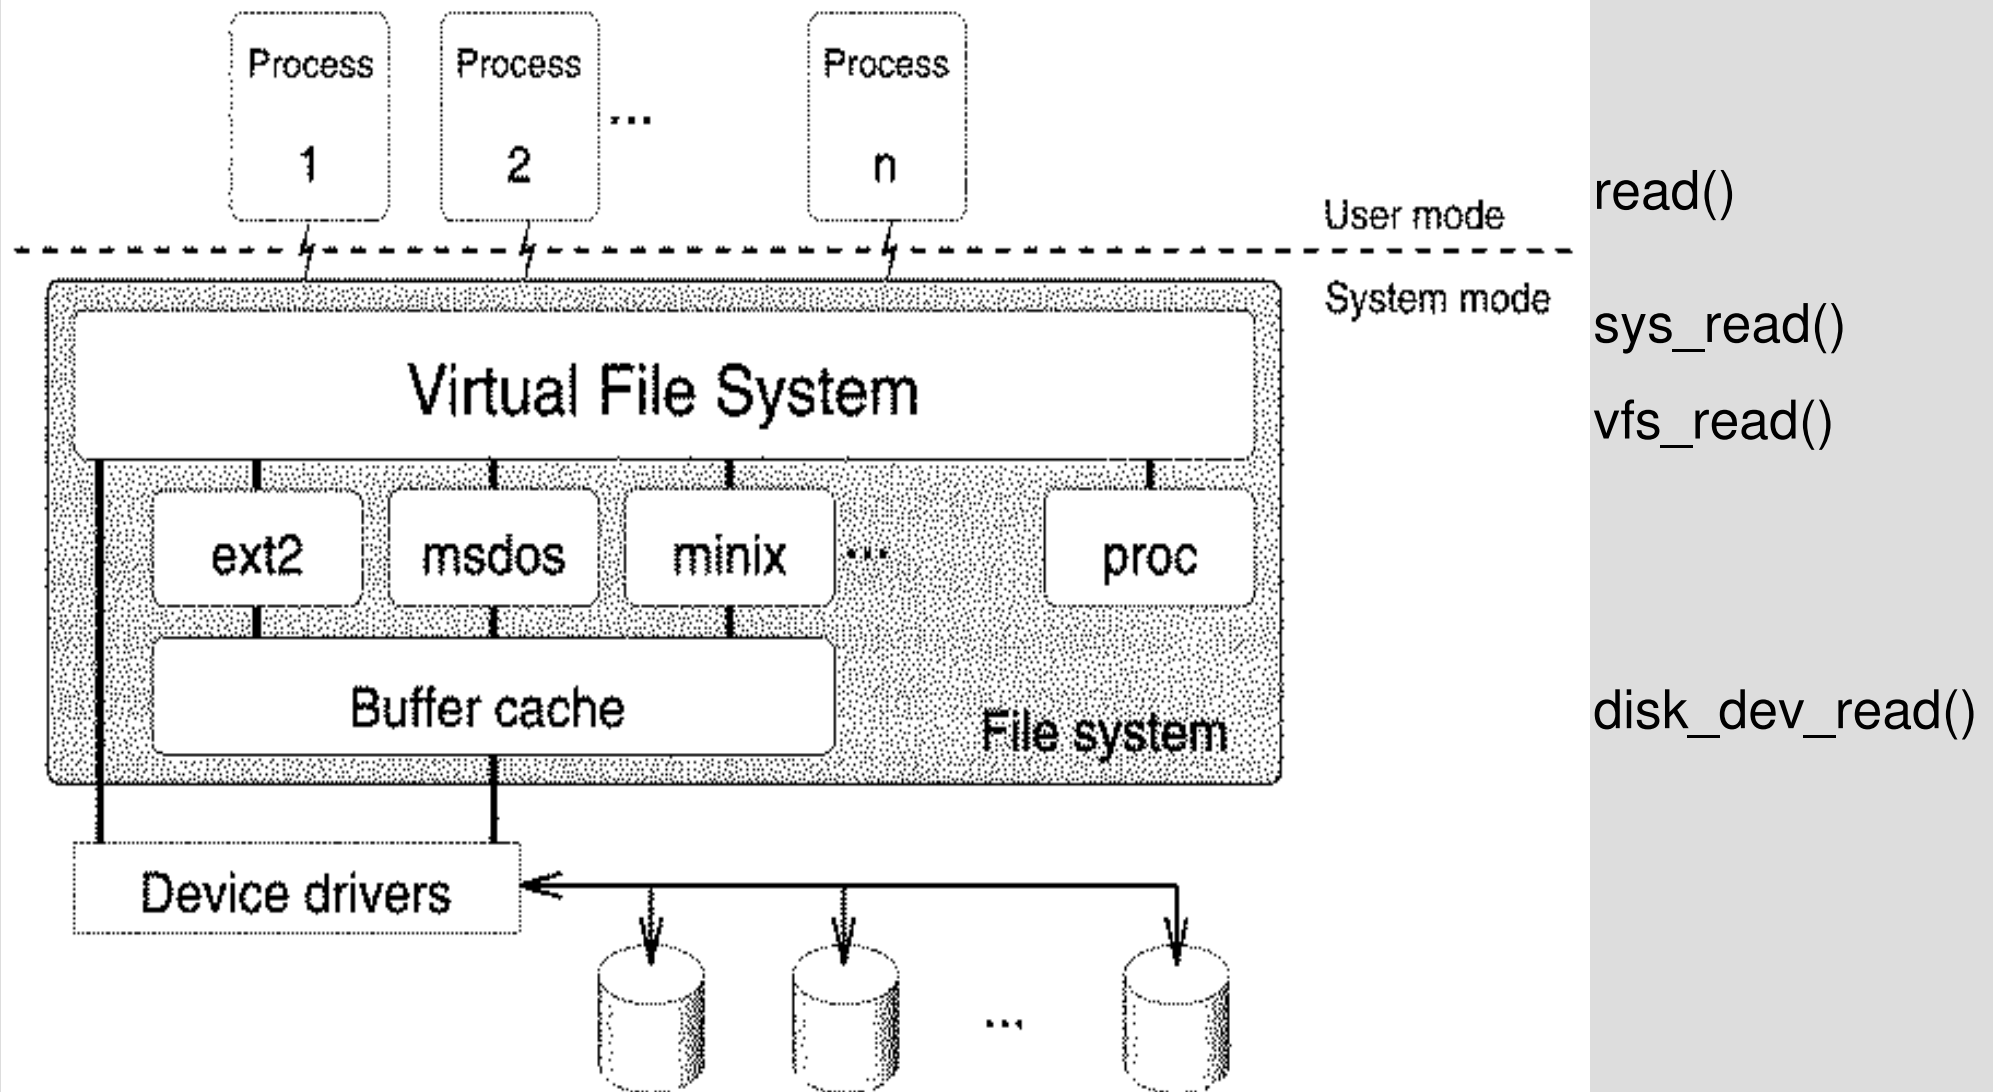 Process
1
Process
2
...
Process
n
User mode
read()
System mode
sys_read()
Virtual File System
vfs_read()
ext2
msdos
minix
...
proc
Buffer cache
File system
disk_dev_read()
Device drivers
...